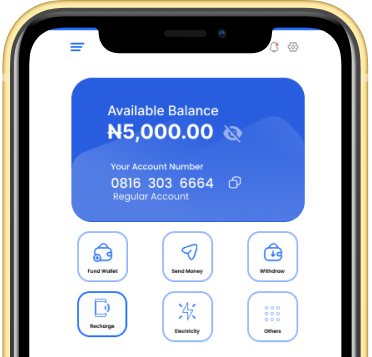 Available Balance
₦5,000.00
Your Account Number
0816 303 6664
Regular Account
Fund Wallet Send Money Withdraw
Recharge Electricity Others